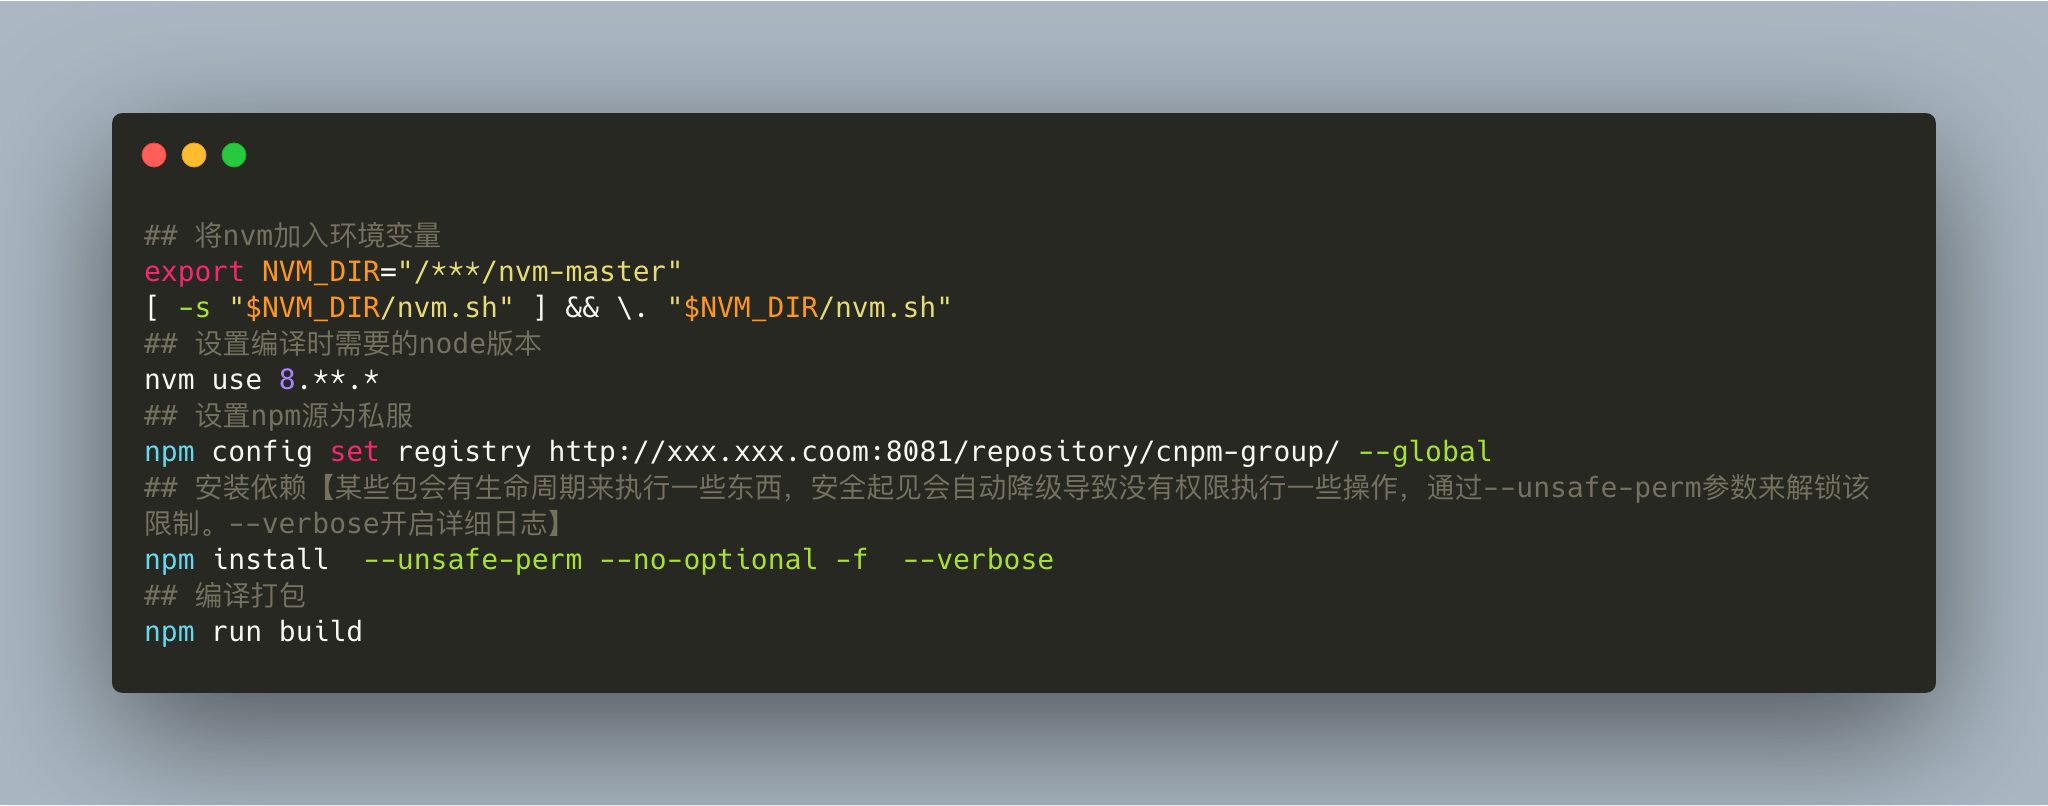 ## 将nvm加入环境变量
export NVM_DIR="/***/nvm-master"
[ -s "$NVM_DIR/nvm.sh" ] && \. "$NVM_DIR/nvm.sh"
## 设置编译时需要的node版本
nvm use 8.**.*
## 设置npm源为私服
npm config set registry http://xxx.xxx.coom:8081/repository/cnpm-group/ --global
## 安装依赖【某些包会有生命周期来执行一些东西，安全起见会自动降级导致没有权限执行一些操作，通过--unsafe-perm参数来解锁该
限制。--verbose开启详细日志】
npm install  --unsafe-perm --no-optional -f  --verbose
## 编译打包
npm run build